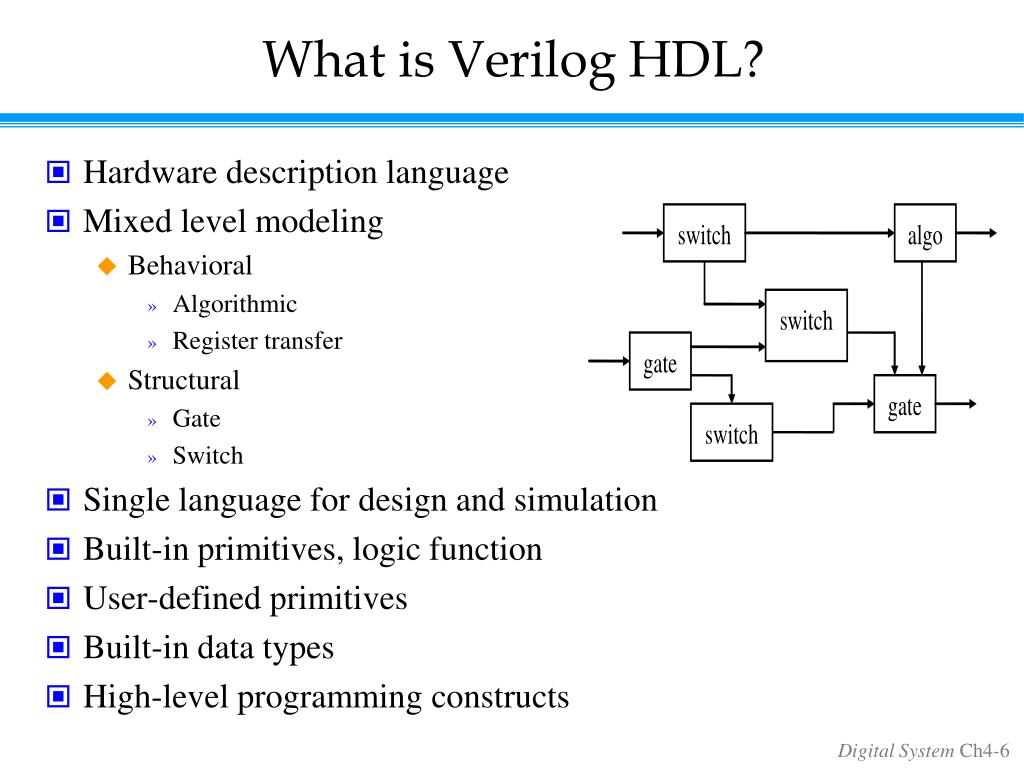 What is Verilog HDL?
Hardware description language
Mixed level modeling
Behavioral
» Algorithmic
» Register transfer
Structural
» Gate
» Switch
Single language for design and simulation
Built-in primitives, logic function
User-defined primitives
Built-in data types
High-level programming constructs
switch
algo
switch
gate
gate
switch
Digital System Ch4-6